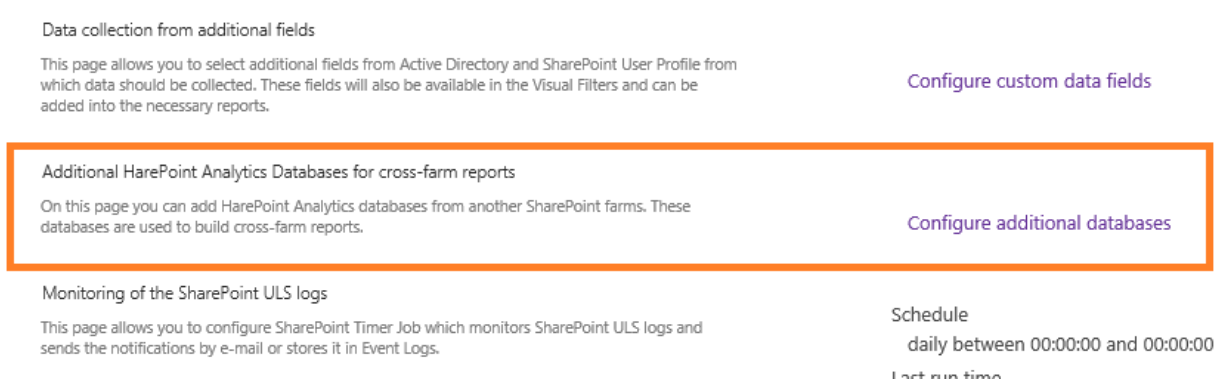 Data collection from additional fields
This page allows you to select additional fields from Active Directory and SharePoint User Profile from
which data should be collected. These fields will also be available in the Visual Filters and can be
added into the necessary reports.
Configure custom data fields
Additional HarePoint Analytics Databases for cross-farm reports
On this page you can add HarePoint Analytics databases from another SharePoint farms. These
databases are used to build cross-farm reports.
Configure additional databases
Monitoring of the SharePoint ULS logs
This page allows you to configure SharePoint Timer Job which monitors SharePoint ULS logs and
sends the notifications by e-mail or stores it in Event Logs.
Schedule
daily between 00:00:00 and 00:00:00
Last run time